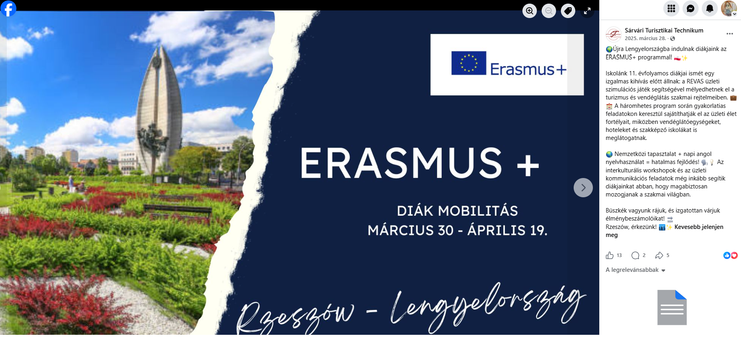 Erasmus+
ERASMUS +
DIÁK MOBILITÁS
MÁRCIUS 30 - ÁPRILIS 19.
Rzeszów - Lengyelország
Sárvári Turisztikai Technikum
2025. március 26.
Újra Lengyelországba indulnak diákjaink az
ERASMUS+ programmal!
Iskolánk 11. évfolyamos diákjai ismét egy
izgalmas kihívás előtt állnak: a REVAS üzleti
szimulációs játék segítségével mélyedhetnek el a
turizmus és vendéglátás szakmai rejtelmeiben.
A háromhetes program során gyakorlatias
feladatokon keresztül sajátíthatják el az üzleti élet
fortélyait, miközben vendéglátóegységeket,
hoteleket és szakképző iskolákat is
meglátogatnak.
Nemzetközi tapasztalat + napi angol
nyelvhasználat = hatalmas fejlődés! Az
interkulturális workshopok és az üzleti
kommunikációs feladatok még inkább segítik
diákjainkat abban, hogy magabiztosan
mozogjanak a szakmai világban.
Büszkék vagyunk rájuk, és izgatottan várjuk
élménybeszámolóikat!
Rzeszów, érkezünk! Kevesebb jelenjen
meg
13 2 5
A legrelevánsabbak